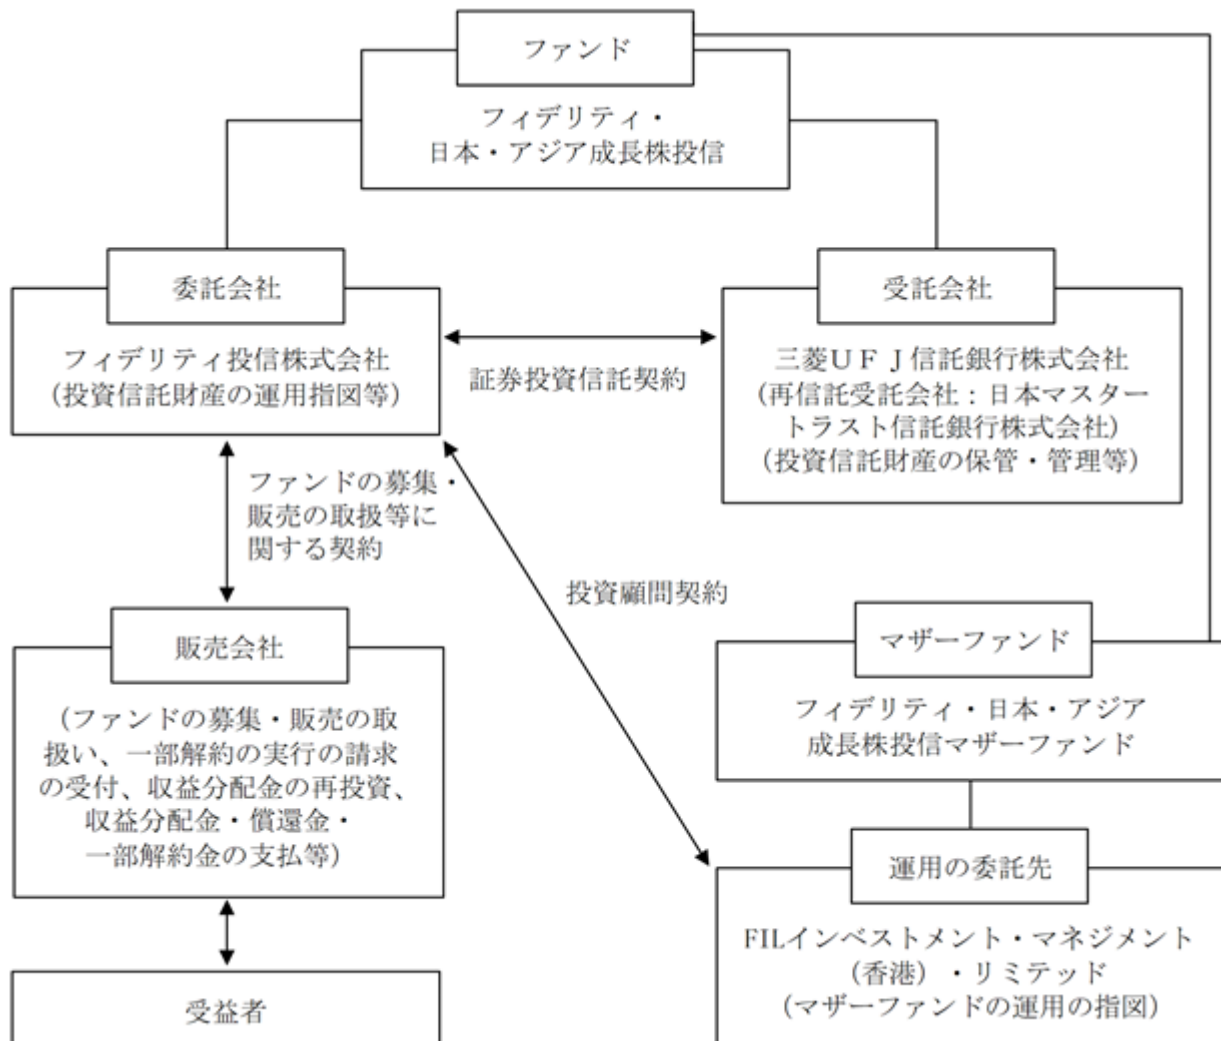 ファンド
フィデリティ・
日本・アジア成長株投信
委託会社
フィデリティ投信株式会社
（投資信託財産の運用指図等）
証券投資信託契約
受託会社
三菱ＵＦＪ信託銀行株式会社
（再信託受託会社：日本マスター
トラスト信託銀行株式会社）
（投資信託財産の保管・管理等）
ファンドの募集・
販売の取扱等に
関する契約
投資顧問契約
販売会社
（ファンドの募集・販売の取
扱い、一部解約の実行の請求
の受付、収益分配金の再投資、
収益分配金・償還金・
一部解約金の支払等）
マザーファンド
フィデリティ・日本・アジア
成長株投信マザーファンド
運用の委託先
FILインベストメント・マネジメント
（香港）・リミテッド
（マザーファンドの運用の指図）
受益者